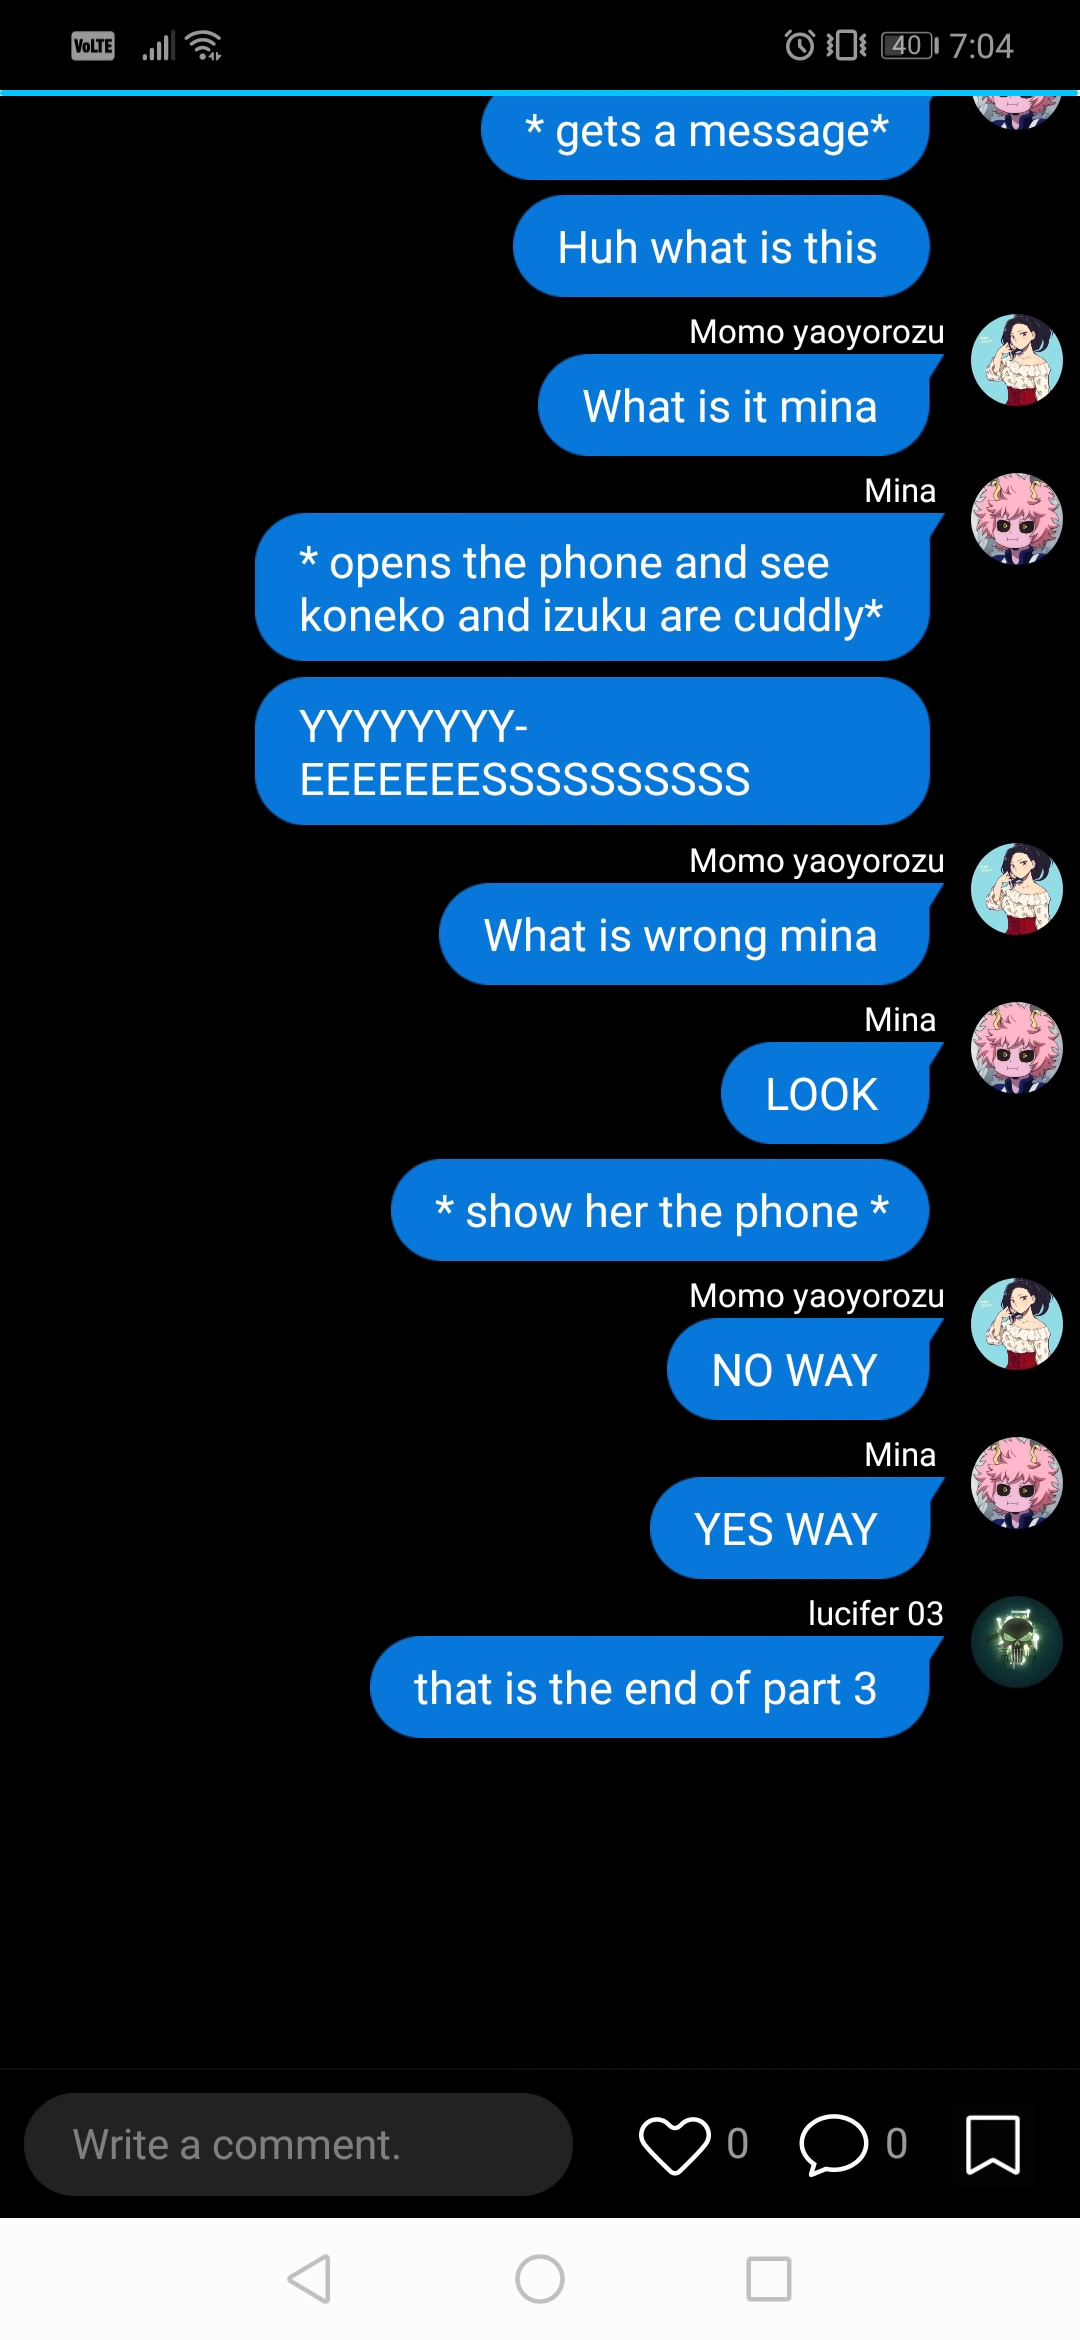 VoLTE 40 7:04
* gets a message*
Huh what is this
Momo yaoyorozu
What is it mina
Mina
* opens the phone and see
koneko and izuku are cuddly*
YYYYYYYY-
EEEEEEESSSSSSSSSS
Momo yaoyorozu
What is wrong mina
Mina
LOOK
* show her the phone *
Momo yaoyorozu
NO WAY
Mina
YES WAY
lucifer 03
that is the end of part 3
Write a comment. 0 0